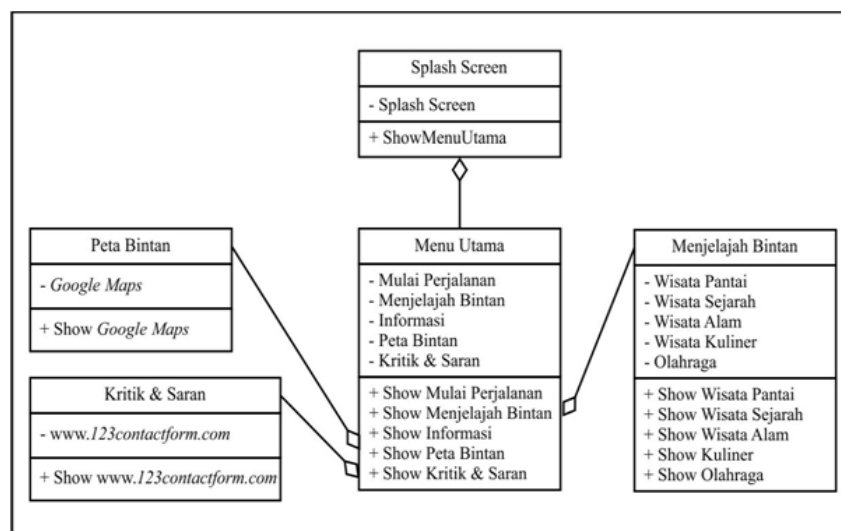 Splash Screen
- Splash Screen
+ ShowMenuUtama
Peta Bintan
- Google Maps
+ Show Google Maps
Kritik & Saran
- www.123contactform.com
+ Show www.123contactform.com
Menu Utama
- Mulai Perjalanan
- Menjelajah Bintan
- Informasi
- Peta Bintan
- Kritik & Saran
+ Show Mulai Perjalanan
+ Show Menjelajah Bintan
+ Show Informasi
+ Show Peta Bintan
+ Show Kritik & Saran
Menjelajah Bintan
- Wisata Pantai
- Wisata Sejarah
- Wisata Alam
- Wisata Kuliner
- Olahraga
+ Show Wisata Pantai
+ Show Wisata Sejarah
+ Show Wisata Alam
+ Show Kuliner
+ Show Olahraga